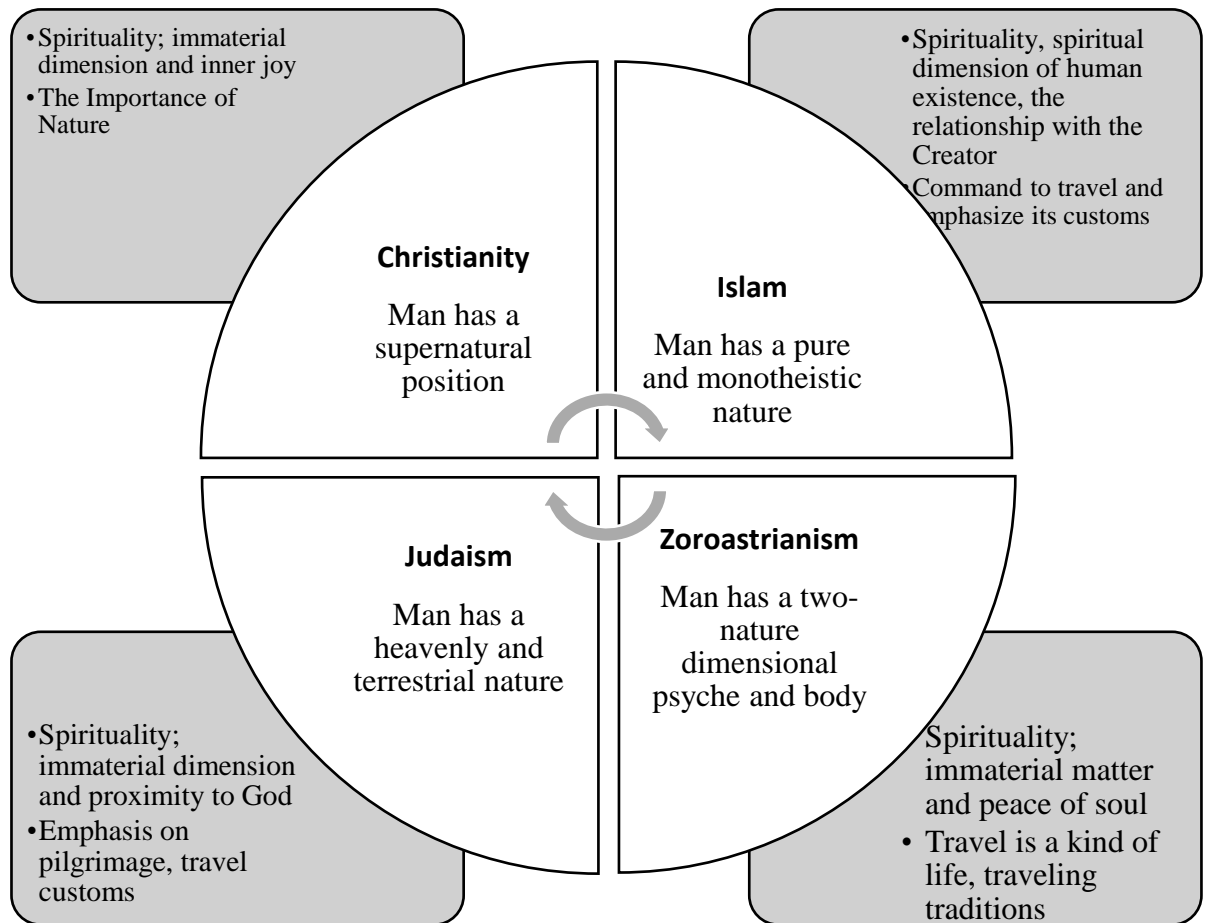 •Spirituality; immaterial
dimension and inner joy
•The Importance of
Nature
•Spirituality, spiritual
dimension of human
existence, the
relationship with the
Creator
•Command to travel and
emphasize its customs
Christianity
Man has a
supernatural
position
Islam
Man has a pure
and monotheistic
nature
Judaism
Man has a
heavenly and
terrestrial nature
Zoroastrianism
Man has a two-
nature
dimensional
psyche and body
•Spirituality;
immaterial dimension
and proximity to God
•Emphasis on
pilgrimage, travel
customs
Spirituality;
immaterial matter
and peace of soul
• Travel is a kind of
life, traveling
traditions